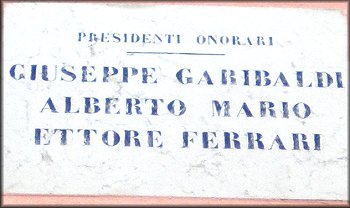 PRESIDENTI ONORARI
GIUSEPPE GARIBALDI
ALBERTO MARIO
ETTORE FERRARI